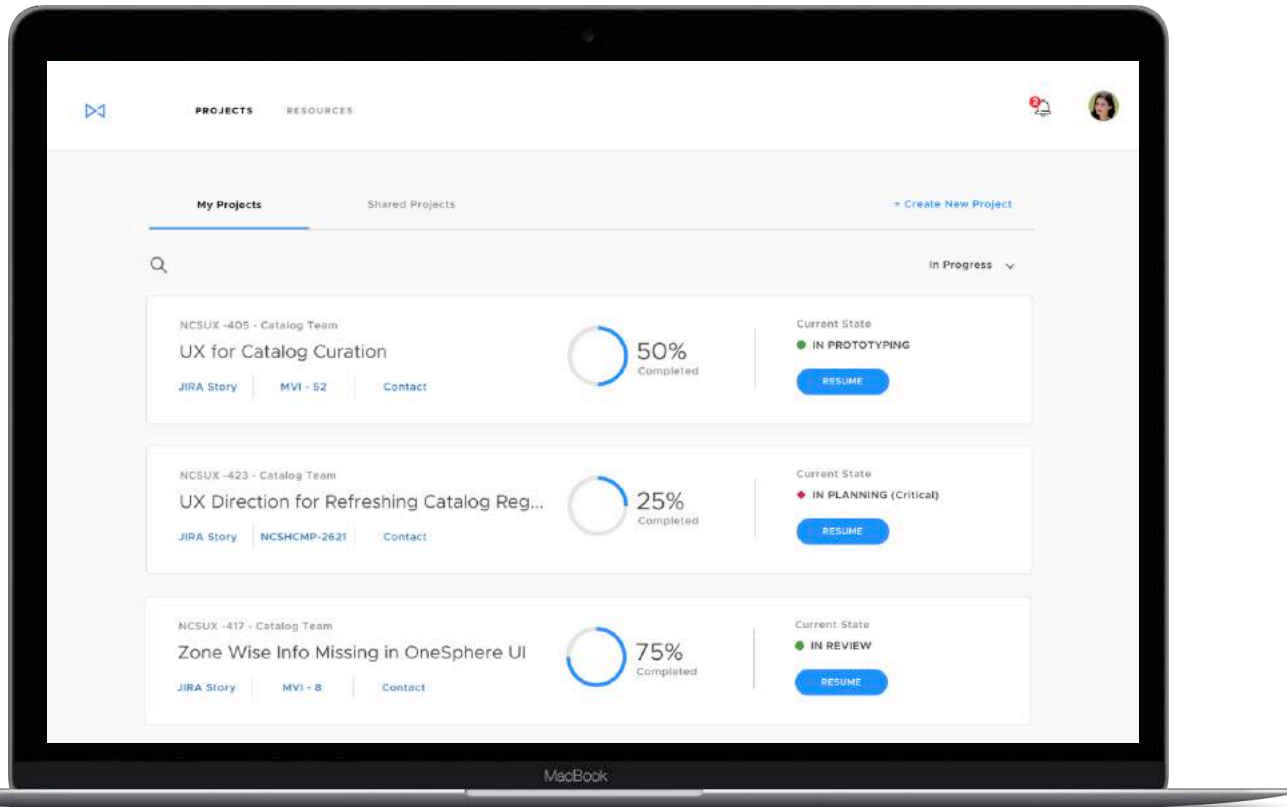 2
PROJECTS RESOURCES
My Projects Shared Projects + Create New Project
In Progress
NCSUX -405 - Catalog Team
UX for Catalog Curation
JIRA Story MVI - 52 Contact
50%
Completed
Current State
IN PROTOTYPING
RESUME
NCSUX -423 - Catalog Team
UX Direction for Refreshing Catalog Reg...
JIRA Story NCSHCMP-2621 Contact
25%
Completed
Current State
IN PLANNING (Critical)
RESUME
NCSUX -417 - Catalog Team
Zone Wise Info Missing in OneSphere UI
JIRA Story MVI - 8 Contact
75%
Completed
Current State
IN REVIEW
RESUME
MacBook